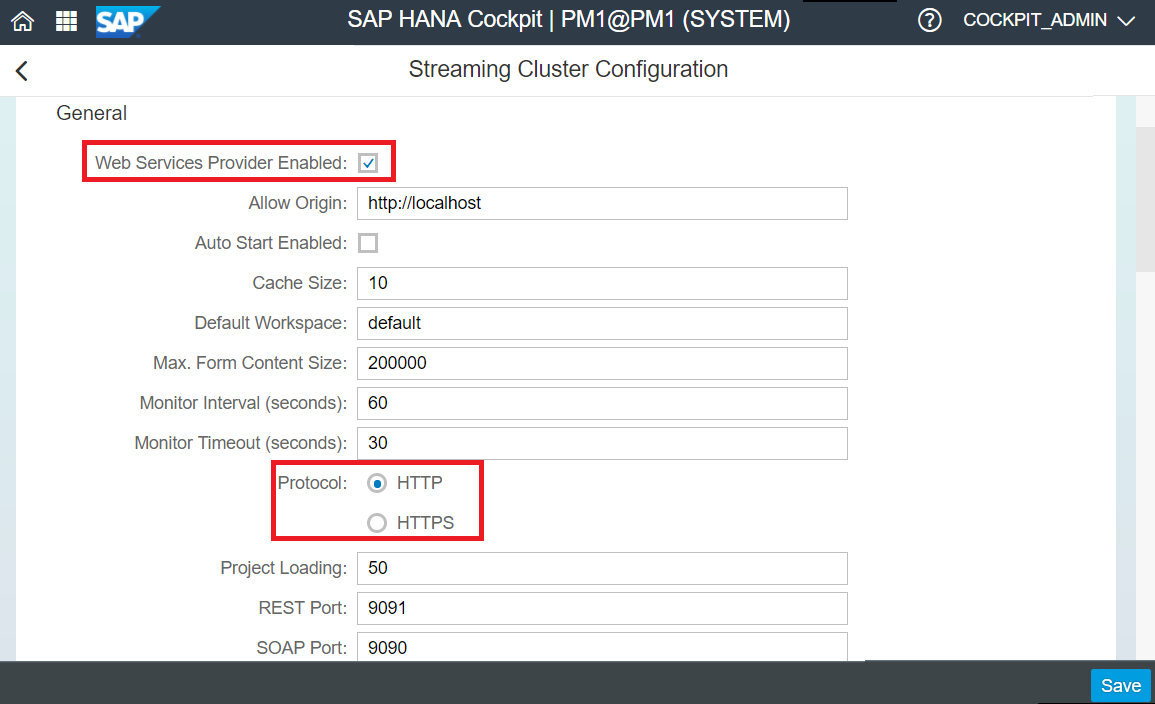 SAP SAP HANA Cockpit | PM1@PM1 (SYSTEM) ? COCKPIT_ADMIN
Streaming Cluster Configuration
General
Web Services Provider Enabled:
Allow Origin: http://localhost
Auto Start Enabled:
Cache Size: 10
Default Workspace: default
Max. Form Content Size: 200000
Monitor Interval (seconds): 60
Monitor Timeout (seconds): 30
Protocol: HTTP
HTTPS
Project Loading: 50
REST Port: 9091
SOAP Port: 9090
Save